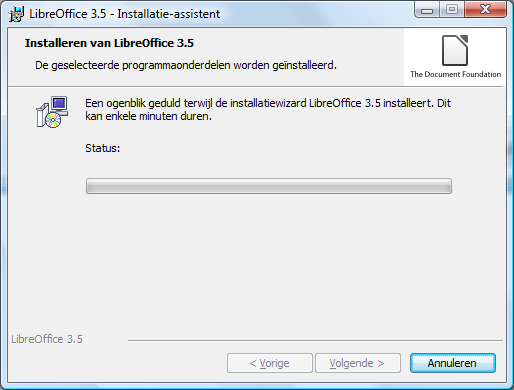 LibreOffice 3.5 - Installatie-assistent
Installeren van LibreOffice 3.5
De geselecteerde programmaonderdelen worden geïnstalleerd.
The Document Foundation
Een ogenblik geduld terwijl de installatiewizard LibreOffice 3.5 installeert. Dit
kan enkele minuten duren.
Status:
LibreOffice 3.5
< Vorige
Volgende >
Annuleren